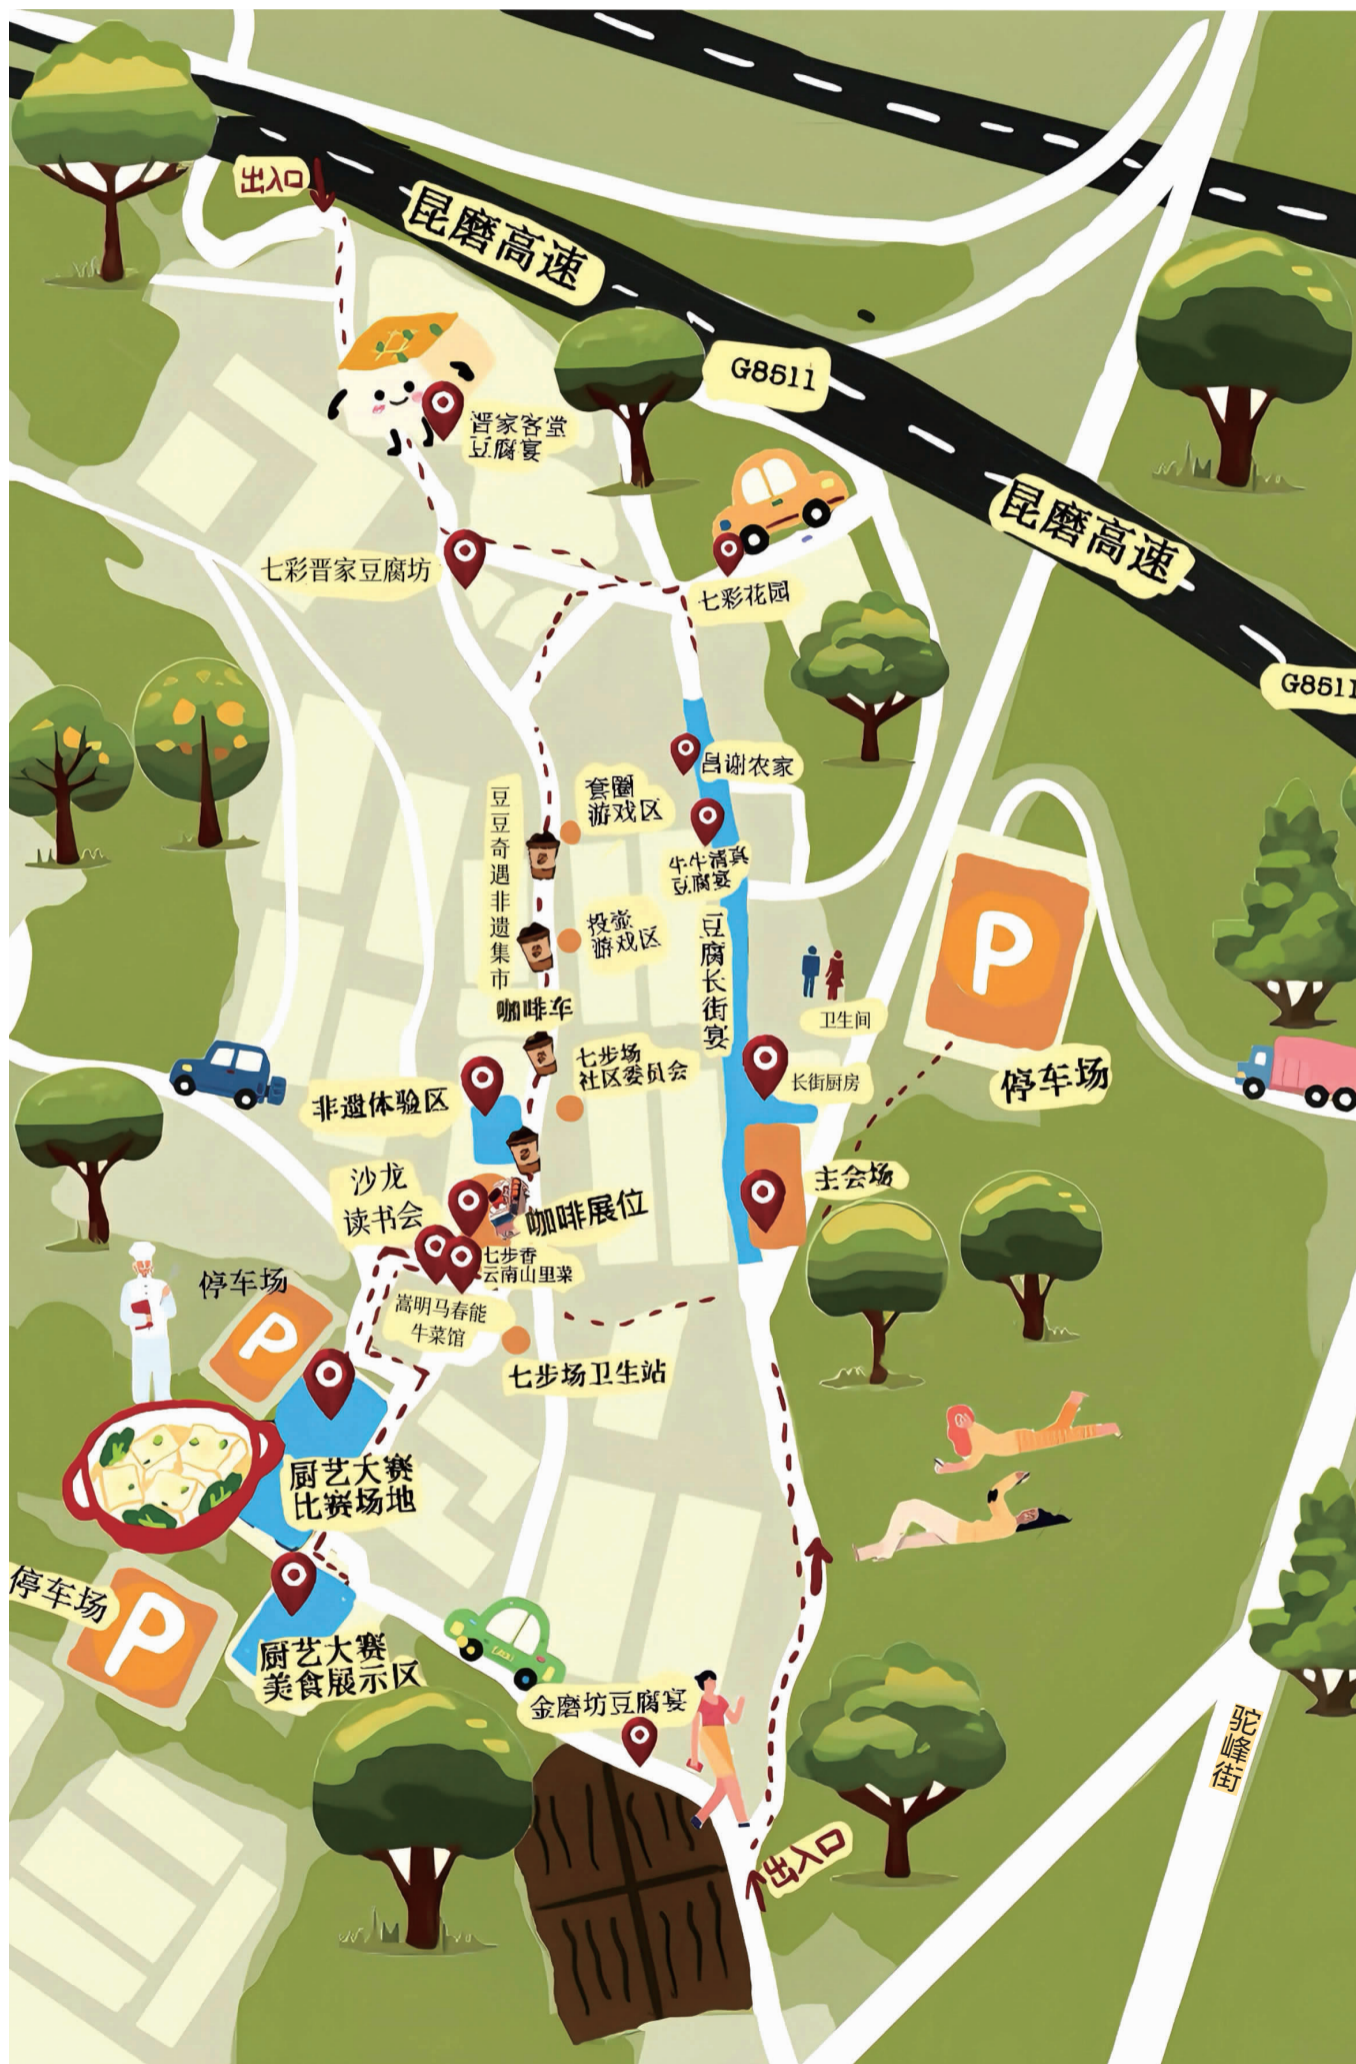 出入口
昆磨高速
G8511
晋家客堂
豆腐宴
昆磨高速
七彩晋家豆腐坊
七彩花园
G8511
吕谢农家
套圈
游戏区
豆豆奇遇非遗集市
牛牛清真
豆腐宴
投壶
游戏区
豆腐长街宴
P
咖啡车
卫生间
七步场
社区委员会
长街厨房
停车场
非遗体验区
主会场
沙龙
读书会
咖啡展位
七步香
云南山里菜
停车场
P
嵩明马春能
牛菜馆
七步场卫生站
厨艺大赛
比赛场地
停车场
P
厨艺大赛
美食展示区
金磨坊豆腐宴
驼峰街
出入口